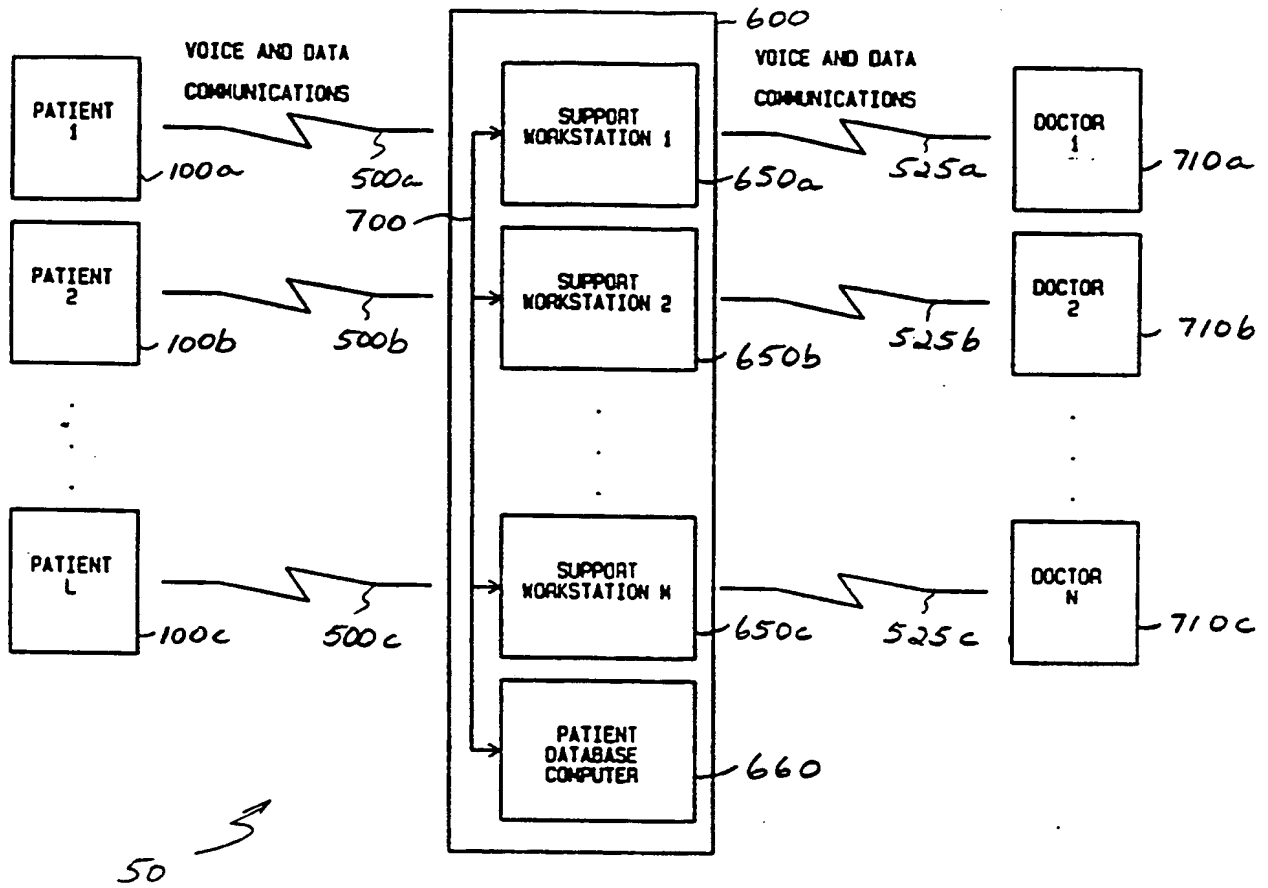 600
VOICE AND DATA
COMMUNICATIONS
VOICE AND DATA
COMMUNICATIONS
PATIENT
1
100a
500a
SUPPORT
WORKSTATION 1
650a
525a
DOCTOR
1
710a
700
PATIENT
2
100b
500b
SUPPORT
WORKSTATION 2
650b
525b
DOCTOR
2
710b
PATIENT
L
100c
500c
SUPPORT
WORKSTATION M
650c
525c
DOCTOR
N
710c
PATIENT
DATABASE
COMPUTER
660
50